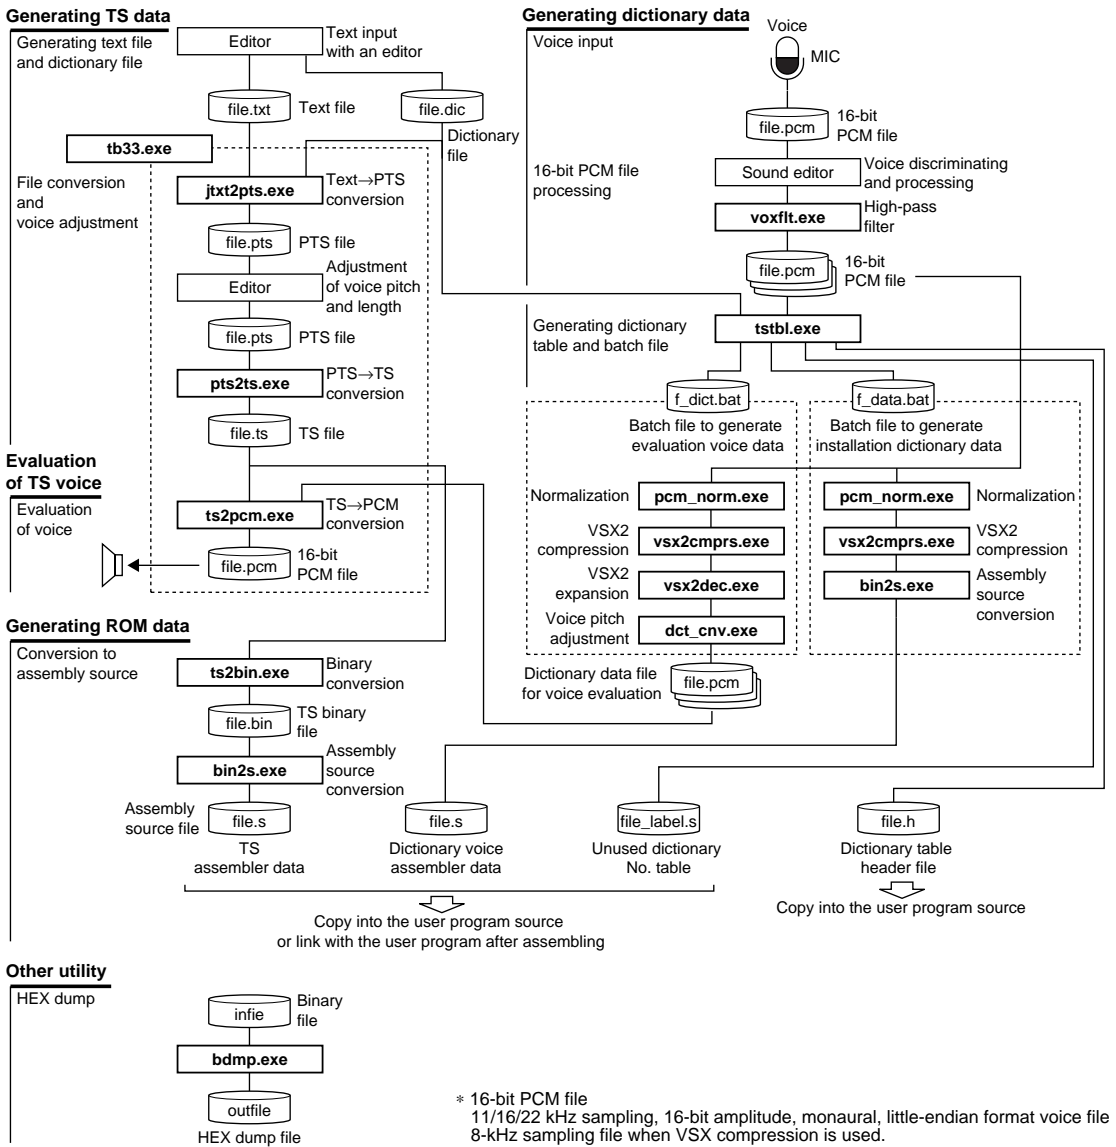 Generating TS data
Generating text file
and dictionary file
Editor
Text input
with an editor
file.txt
Text file
file.dic
Dictionary
file
tb33.exe
File conversion
and
voice adjustment
jtxt2pts.exe
Text→PTS
conversion
file.pts
PTS file
Editor
Adjustment
of voice pitch
and length
file.pts
PTS file
pts2ts.exe
PTS→TS
conversion
file.ts
TS file
Evaluation
of TS voice
Evaluation
of voice
ts2pcm.exe
TS→PCM
conversion
file.pcm
16-bit
PCM file
Generating ROM data
Conversion to
assembly source
ts2bin.exe
Binary
conversion
file.bin
TS binary
file
bin2s.exe
Assembly
source
conversion
Assembly
source file
file.s
TS
assembler data
file.s
Dictionary voice
assembler data
file_label.s
Unused dictionary
No. table
file.h
Dictionary table
header file
Copy into the user program source
or link with the user program after assembling
Copy into the user program source
Generating dictionary data
Voice input
Voice
MIC
file.pcm
16-bit
PCM file
16-bit PCM file
processing
Sound editor
Voice discriminating
and processing
voxflt.exe
High-pass
filter
file.pcm
16-bit
PCM file
Generating dictionary
table and batch file
tstbl.exe
f_dict.bat
Batch file to generate
evaluation voice data
f_data.bat
Batch file to generate
installation dictionary data
Normalization
pcm_norm.exe
VSX2
compression
vsx2cmprs.exe
VSX2
expansion
vsx2dec.exe
Voice pitch
adjustment
dct_cnv.exe
Dictionary data file
for voice evaluation
file.pcm
pcm_norm.exe
Normalization
vsx2cmprs.exe
VSX2
compression
bin2s.exe
Assembly
source
conversion
Other utility
HEX dump
infie
Binary
file
bdmp.exe
outfile
HEX dump file
∗ 16-bit PCM file
11/16/22 kHz sampling, 16-bit amplitude, monaural, little-endian format voice file
8-kHz sampling file when VSX compression is used.